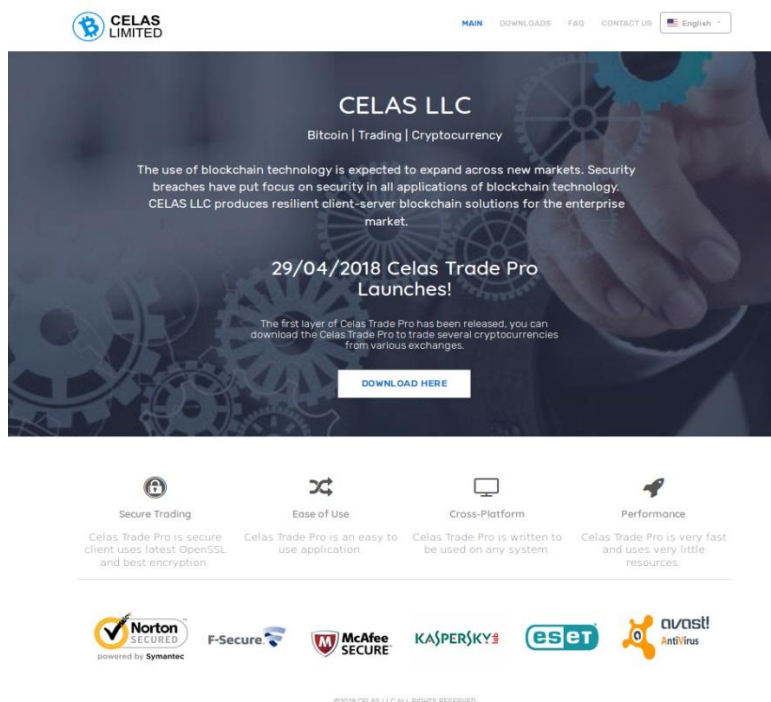 CELAS
LIMITED
MAIN DOWNLOADS FAQ CONTACT US English
CELAS LLC
Bitcoin | Trading | Cryptocurrency
The use of blockchain technology is expected to expand across new markets. Security
breaches have put focus on security in all applications of blockchain technology.
CELAS LLC produces resilient client-server blockchain solutions for the enterprise
market.
29/04/2018 Celas Trade Pro
Launches!
The first layer of Celas Trade Pro has been released, you can
download the Celas Trade Pro to trade several cryptocurrencies
from various exchanges.
DOWNLOAD HERE
Secure Trading
Celas Trade Pro is secure
client uses latest OpenSSL
and best encryption.
Ease of Use
Celas Trade Pro is an easy to
use application.
Cross-Platform
Celas Trade Pro is written to
be used on any system.
Performance
Celas Trade Pro is very fast
and uses very little
resources.
Norton
SECURED
powered by Symantec
F-Secure.
McAfee
SECURE
KASPERSKY lab
eseT
avast!
AntiVirus
©2018 CELAS LLC ALL RIGHTS RESERVED